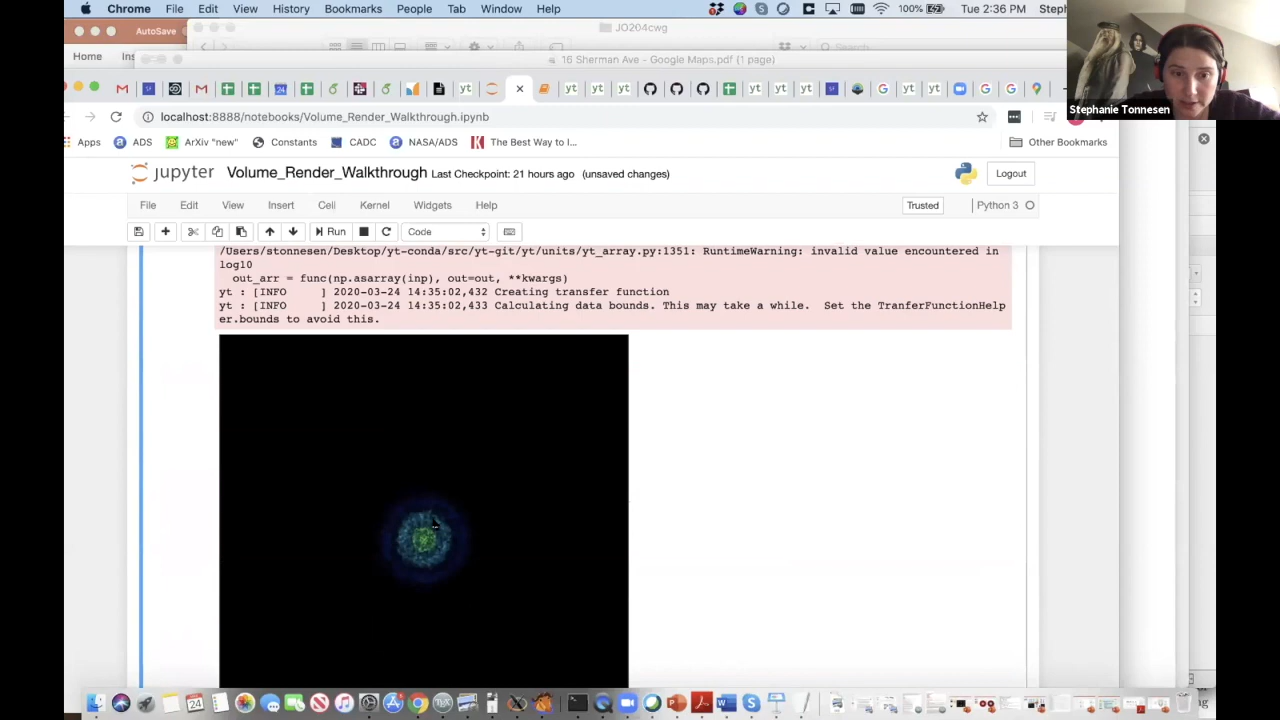 Chrome File Edit View History Bookmarks People Tab Window Help 100% Tue 2:36 PM Steph
AutoSave JO204cwg
Home Ins Search
16 Sherman Ave - Google Maps.pdf (1 page)
localhost:8888/notebooks/Volume_Render_Walkthrough.ipynb
Stephanie Tonnesen
Apps ADS ArXiv "new" Constants CADC NASA/ADS The Best Way to I... Other Bookmarks
jupyter Volume_Render_Walkthrough Last Checkpoint: 21 hours ago (unsaved changes) Logout
File Edit View Insert Cell Kernel Widgets Help Trusted Python 3
Run Code
/Users/stonnesen/Desktop/yt-conda/src/yt-git/yt/units/yt_array.py:1351: RuntimeWarning: invalid value encountered in
log10
out_arr = func(np.asarray(inp), out=out, **kwargs)
yt : [INFO ] 2020-03-24 14:35:02,432 Creating transfer function
yt : [INFO ] 2020-03-24 14:35:02,433 Calculating data bounds. This may take a while. Set the TranferFunctionHelp
er.bounds to avoid this.